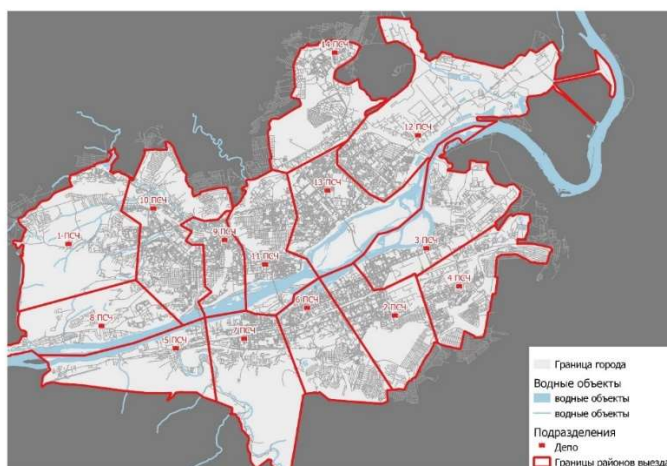 14 ПСЧ
12 ПСЧ
13 ПСЧ
10 ПСЧ
1 ПСЧ
9 ПСЧ
3 ПСЧ
11 ПСЧ
4 ПСЧ
6 ПСЧ
8 ПСЧ
2 ПСЧ
7 ПСЧ
5 ПСЧ
Граница города
Водные объекты
водные объекты
водные объекты
Подразделения
Депо
Границы районов выезда